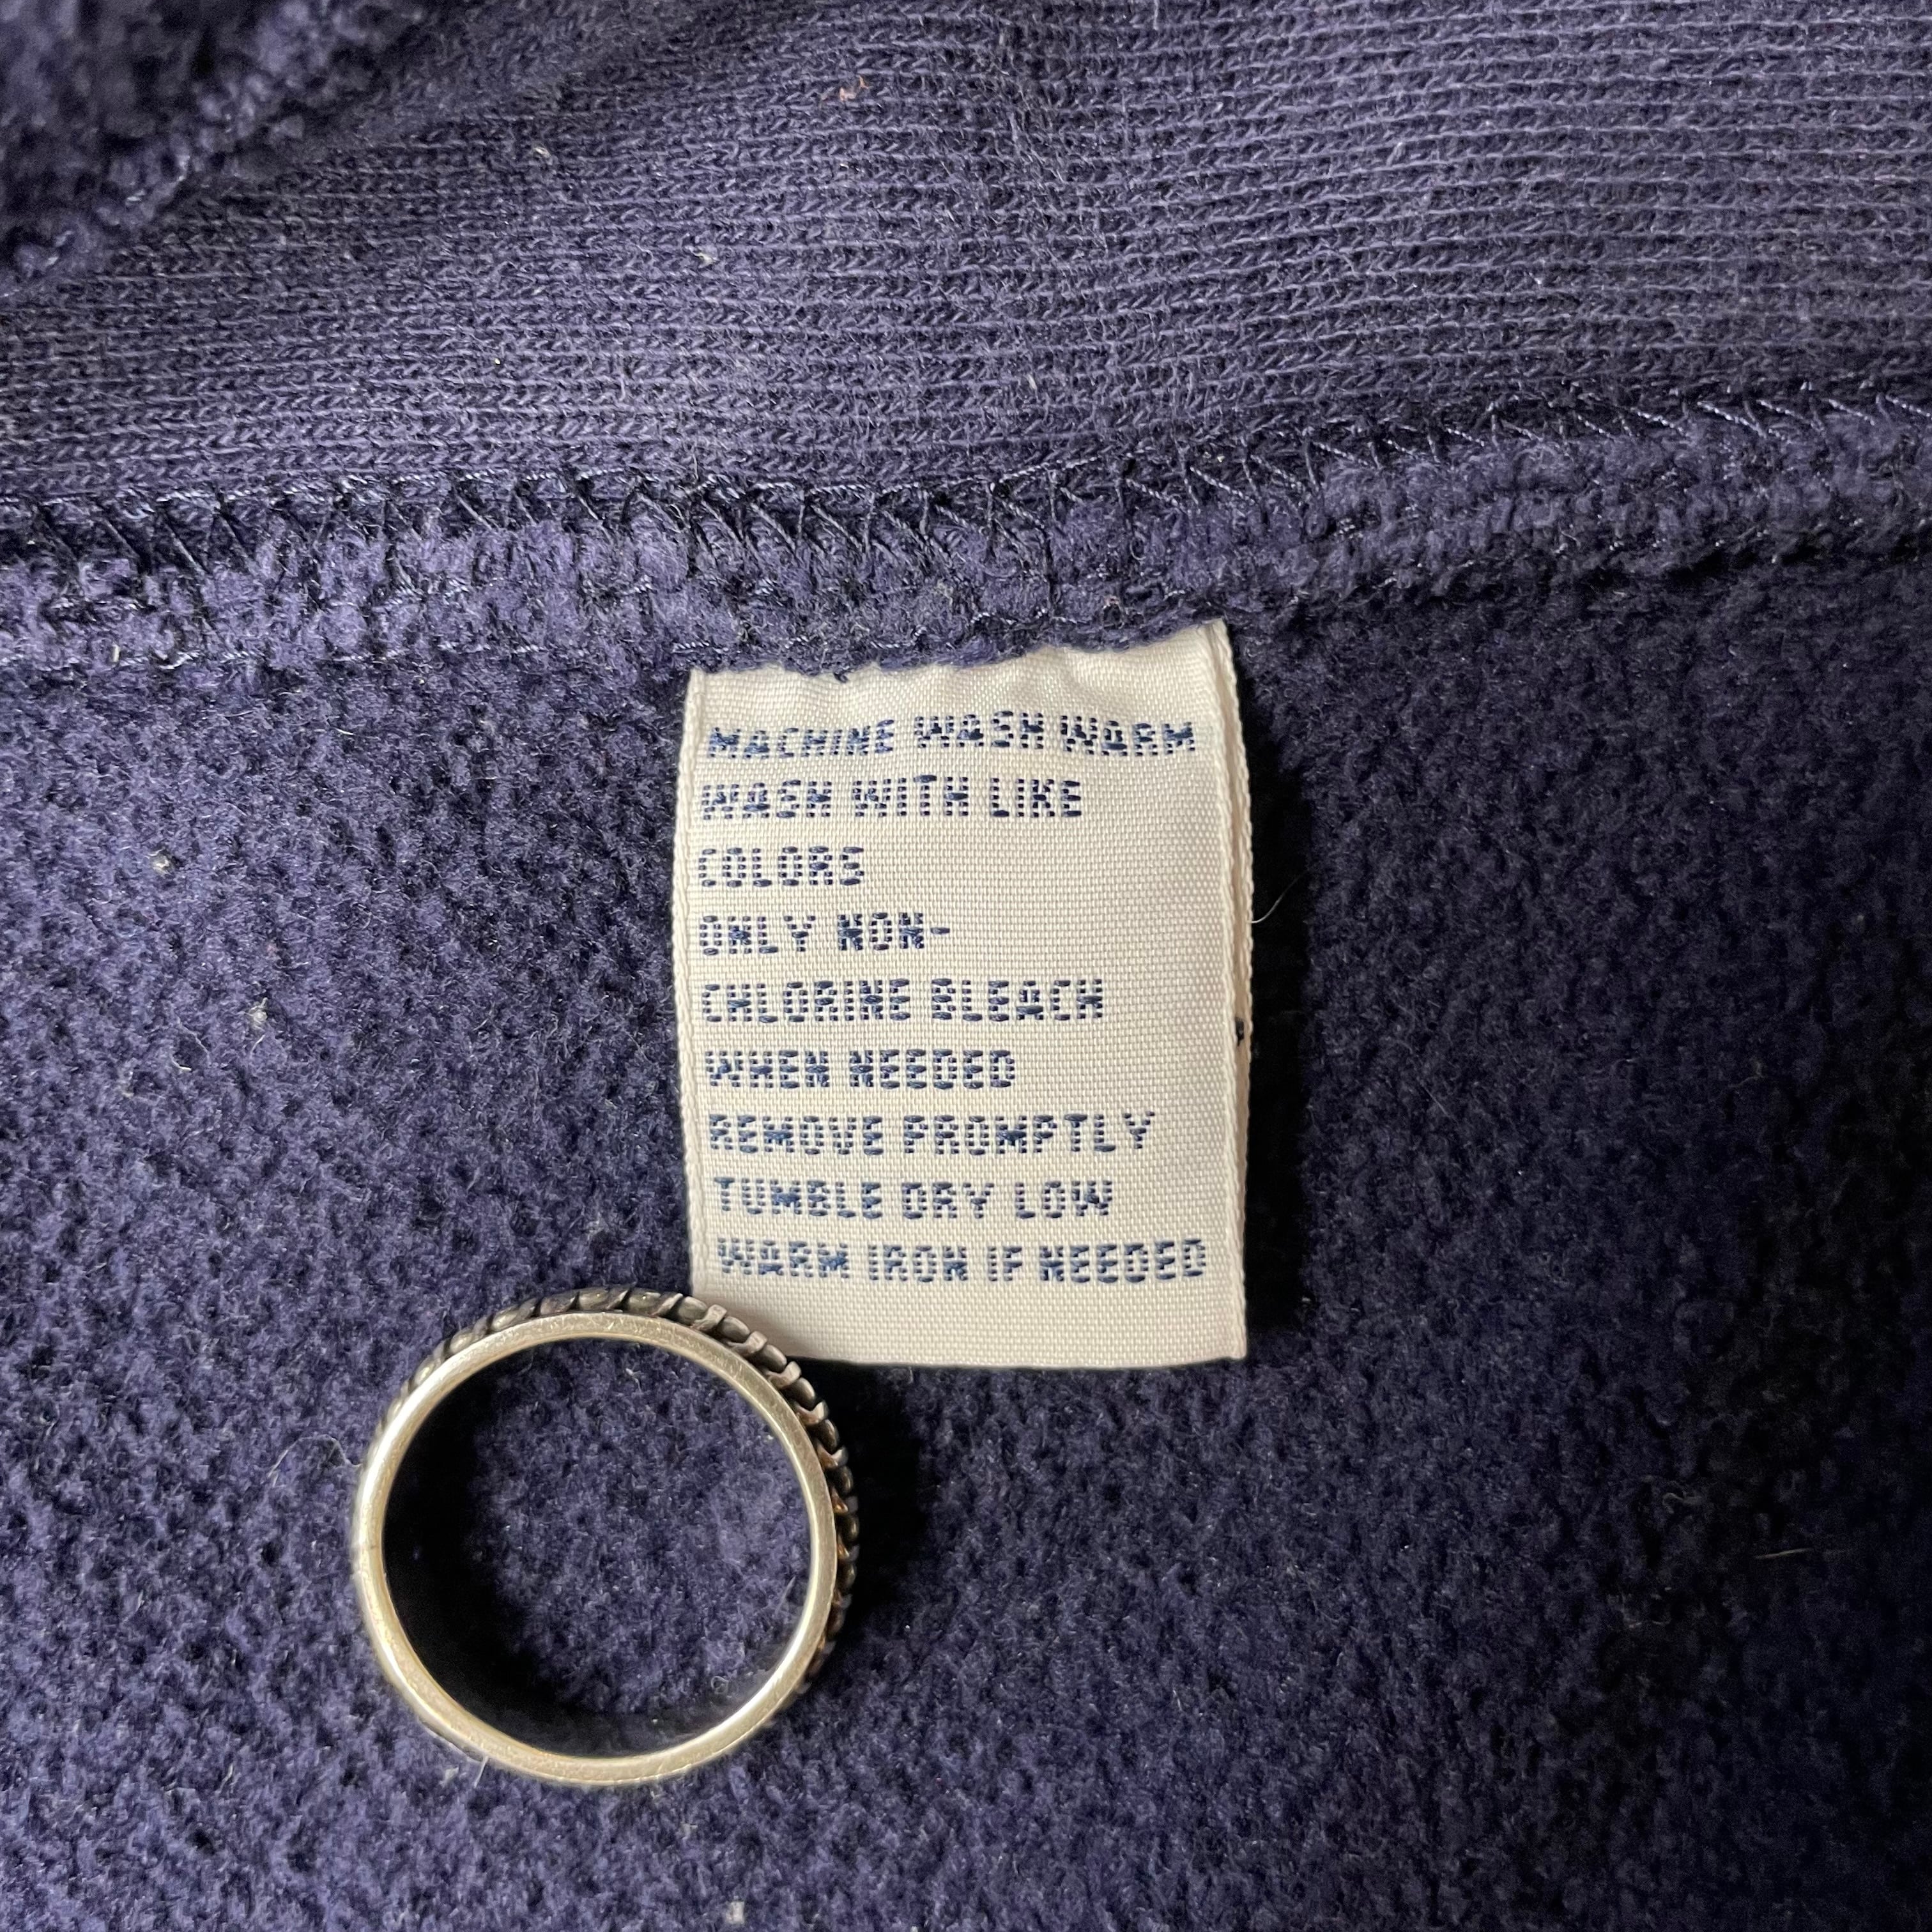 MACHINE WASH WARM
WASH WITH LIKE
COLORS
ONLY NON-
CHLORINE BLEACH
WHEN NEEDED
REMOVE PROMPTLY
TUMBLE DRY LOW
WARM IRON IF NEEDED